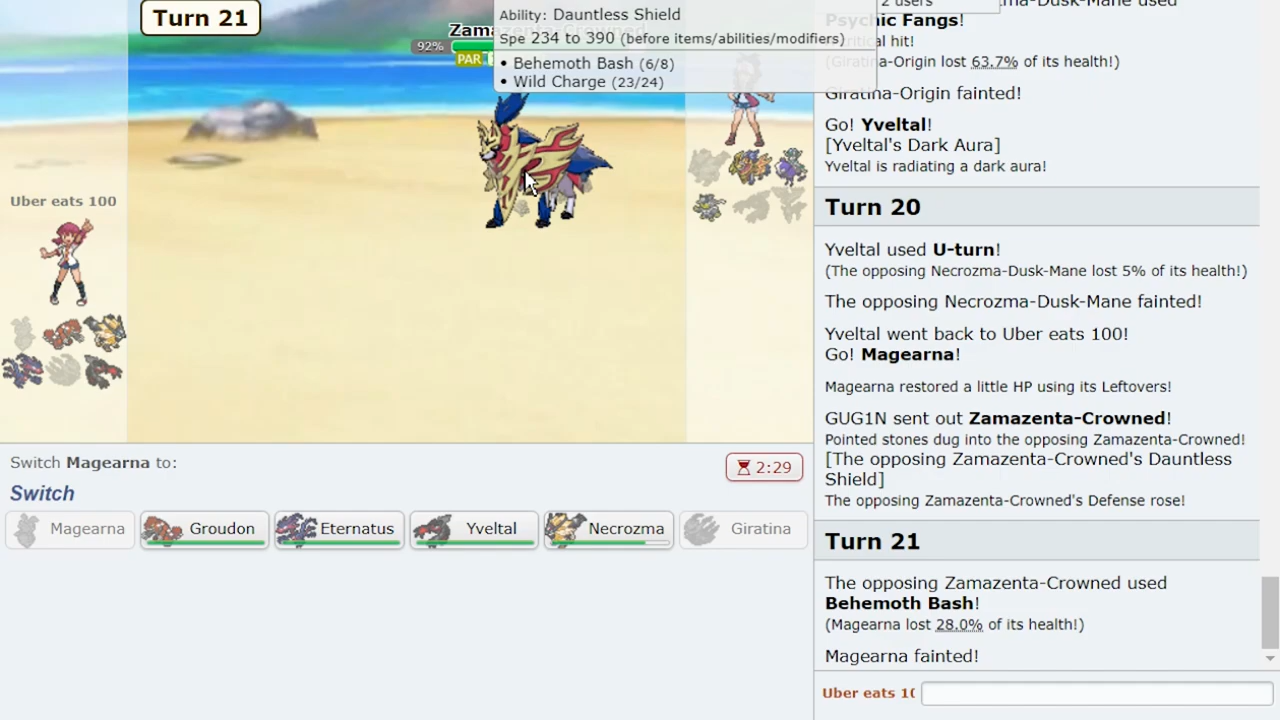 Turn 21
Ability: Dauntless Shield
Spe 234 to 390 (before items/abilities/modifiers)
• Behemoth Bash (6/8)
• Wild Charge (23/24)
92%
PAR
Uber eats 100
Switch Magearna to:
2:29
Switch
Magearna
Groudon
Eternatus
Yveltal
Necrozma
Giratina
2 users
Psychic Fangs!
(Giratina-Origin lost 63.7% of its health!)
Giratina-Origin fainted!
Go! Yveltal!
[Yveltal's Dark Aura]
Yveltal is radiating a dark aura!
Turn 20
Yveltal used U-turn!
(The opposing Necrozma-Dusk-Mane lost 5% of its health!)
The opposing Necrozma-Dusk-Mane fainted!
Yveltal went back to Uber eats 100!
Go! Magearna!
Magearna restored a little HP using its Leftovers!
GUG1N sent out Zamazenta-Crowned!
Pointed stones dug into the opposing Zamazenta-Crowned!
[The opposing Zamazenta-Crowned's Dauntless
Shield]
The opposing Zamazenta-Crowned's Defense rose!
Turn 21
The opposing Zamazenta-Crowned used
Behemoth Bash!
(Magearna lost 28.0% of its health!)
Magearna fainted!
Uber eats 10